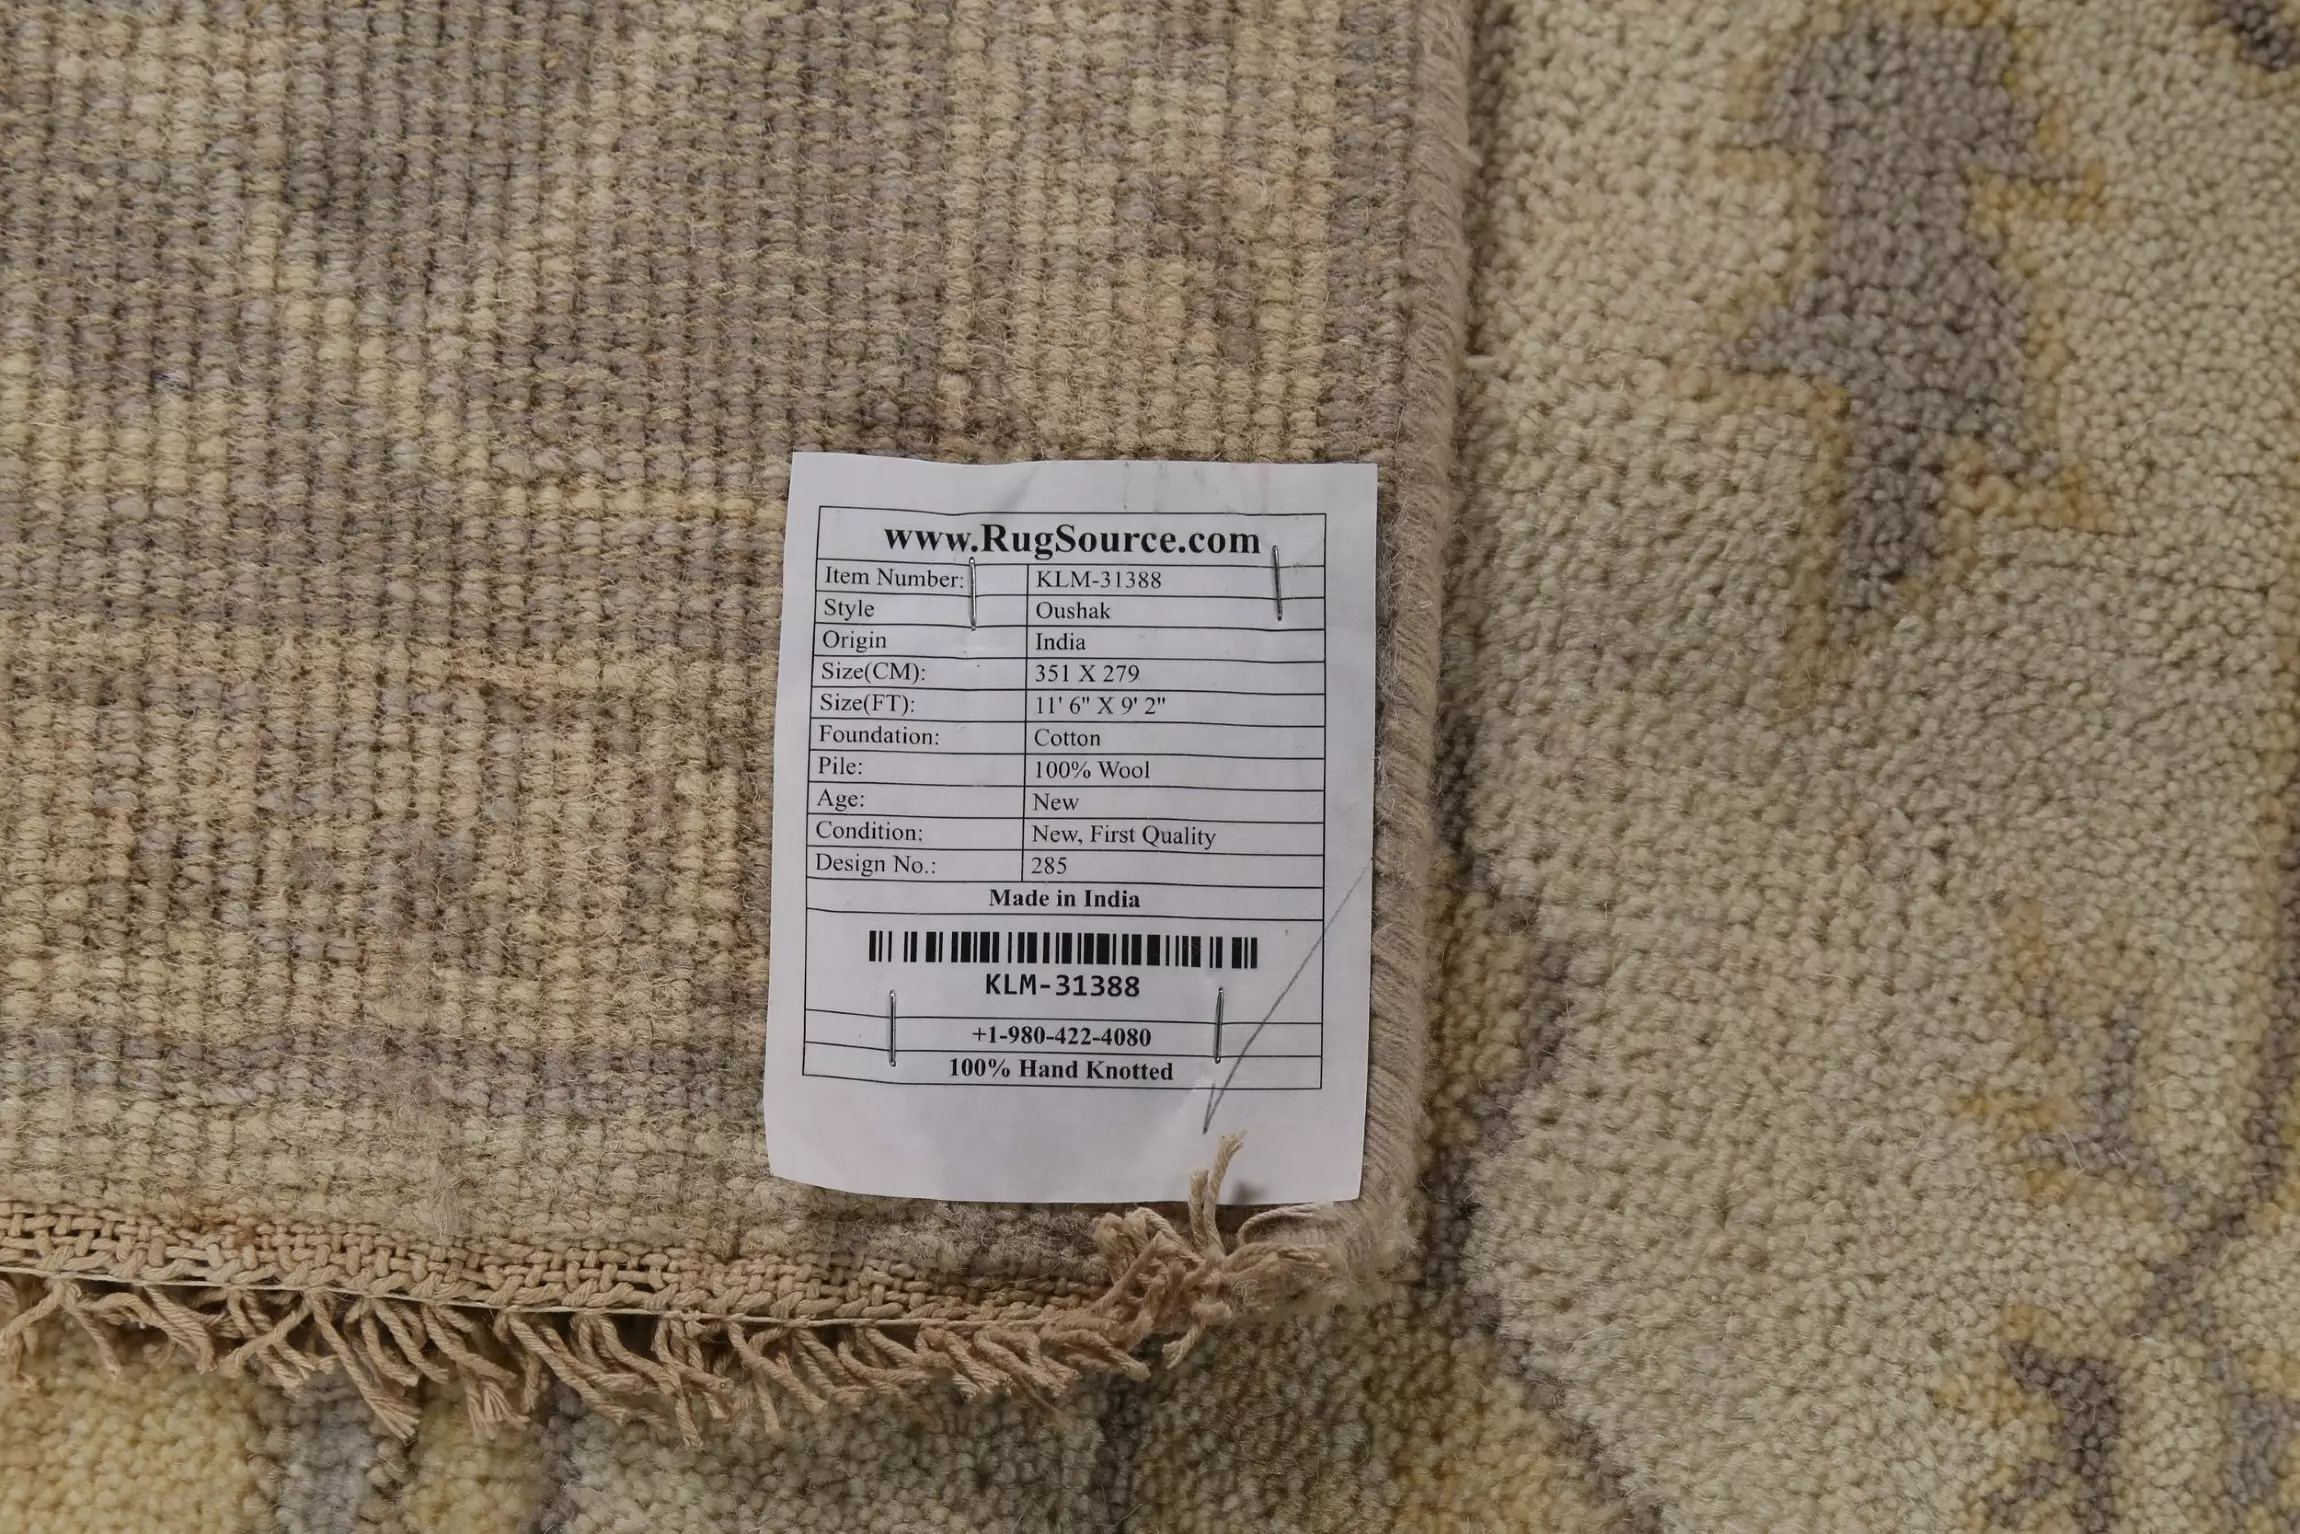 www.RugSource.com
Item Number: KLM-31388
Style Oushak
Origin India
Size(CM): 351 X 279
Size(FT): 11' 6" X 9' 2"
Foundation: Cotton
Pile: 100% Wool
Age: New
Condition: New, First Quality
Design No.: 285
Made in India
KLM-31388
+1-980-422-4080
100% Hand Knotted